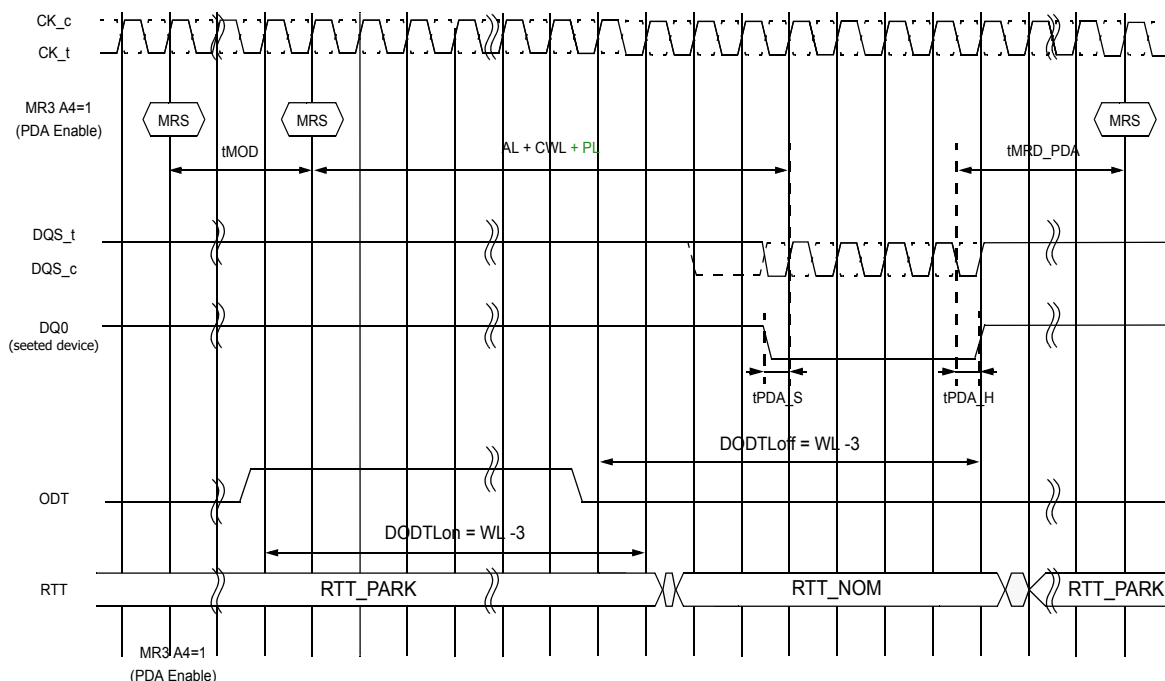 CK_c
CK_t
MR3 A4=1
(PDA Enable)
MRS
MRS
MRS
tMOD
AL + CWL + PL
tMRD_PDA
DQS_t
DQS_c
DQ0
(seeted device)
tPDA_S
tPDA_H
DODTLoff = WL -3
ODT
DODTLon = WL -3
RTT
RTT_PARK
RTT_NOM
RTT_PARK
MR3 A4=1
(PDA Enable)